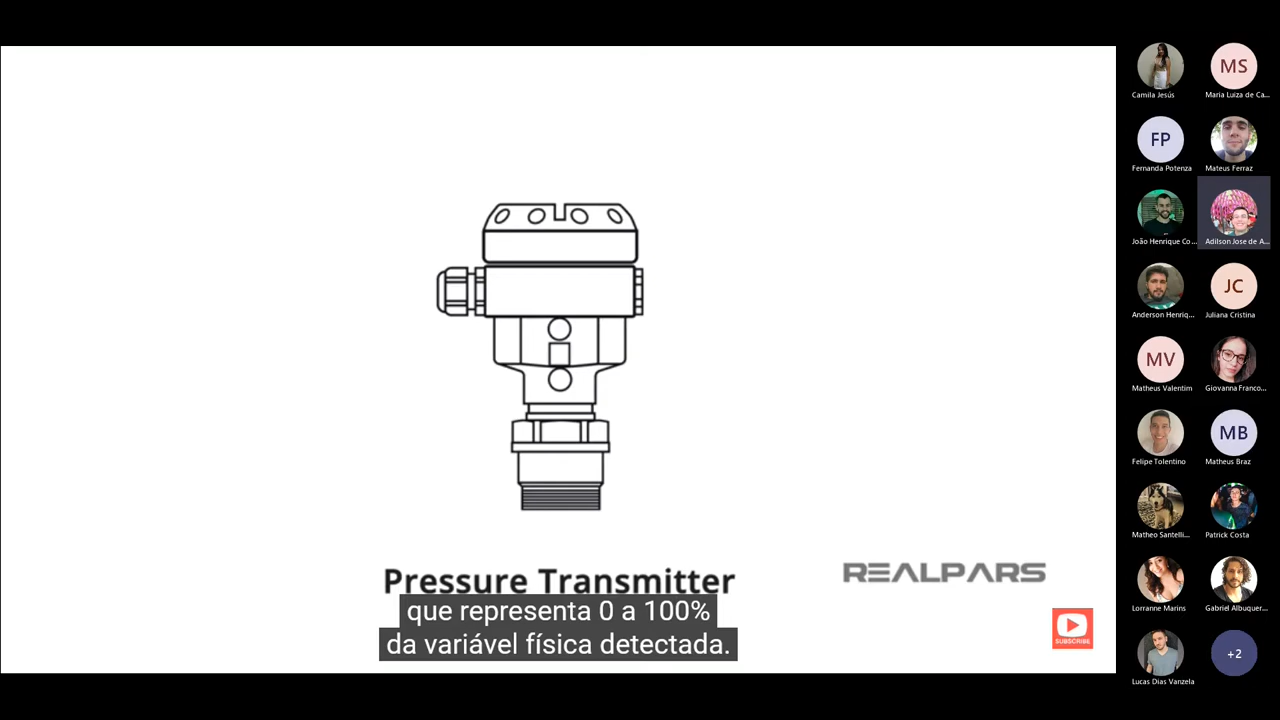 Pressure Transmitter
REALPARS
que representa 0 a 100%
da variável física detectada.
SUBSCRIBE
Camila Jesús
MS
Maria Luiza de Ca...
FP
Fernanda Potenza
Mateus Ferraz
João Henrique Co...
Adilson Jose de A...
Anderson Henriq...
JC
Juliana Cristina
MV
Matheus Valentim
Giovanna Franco...
Felipe Tolentino
MB
Matheus Braz
Matheo Santelli...
Patrick Costa
Lorranne Marins
Gabriel Albuquer...
Lucas Dias Vanzela
+2